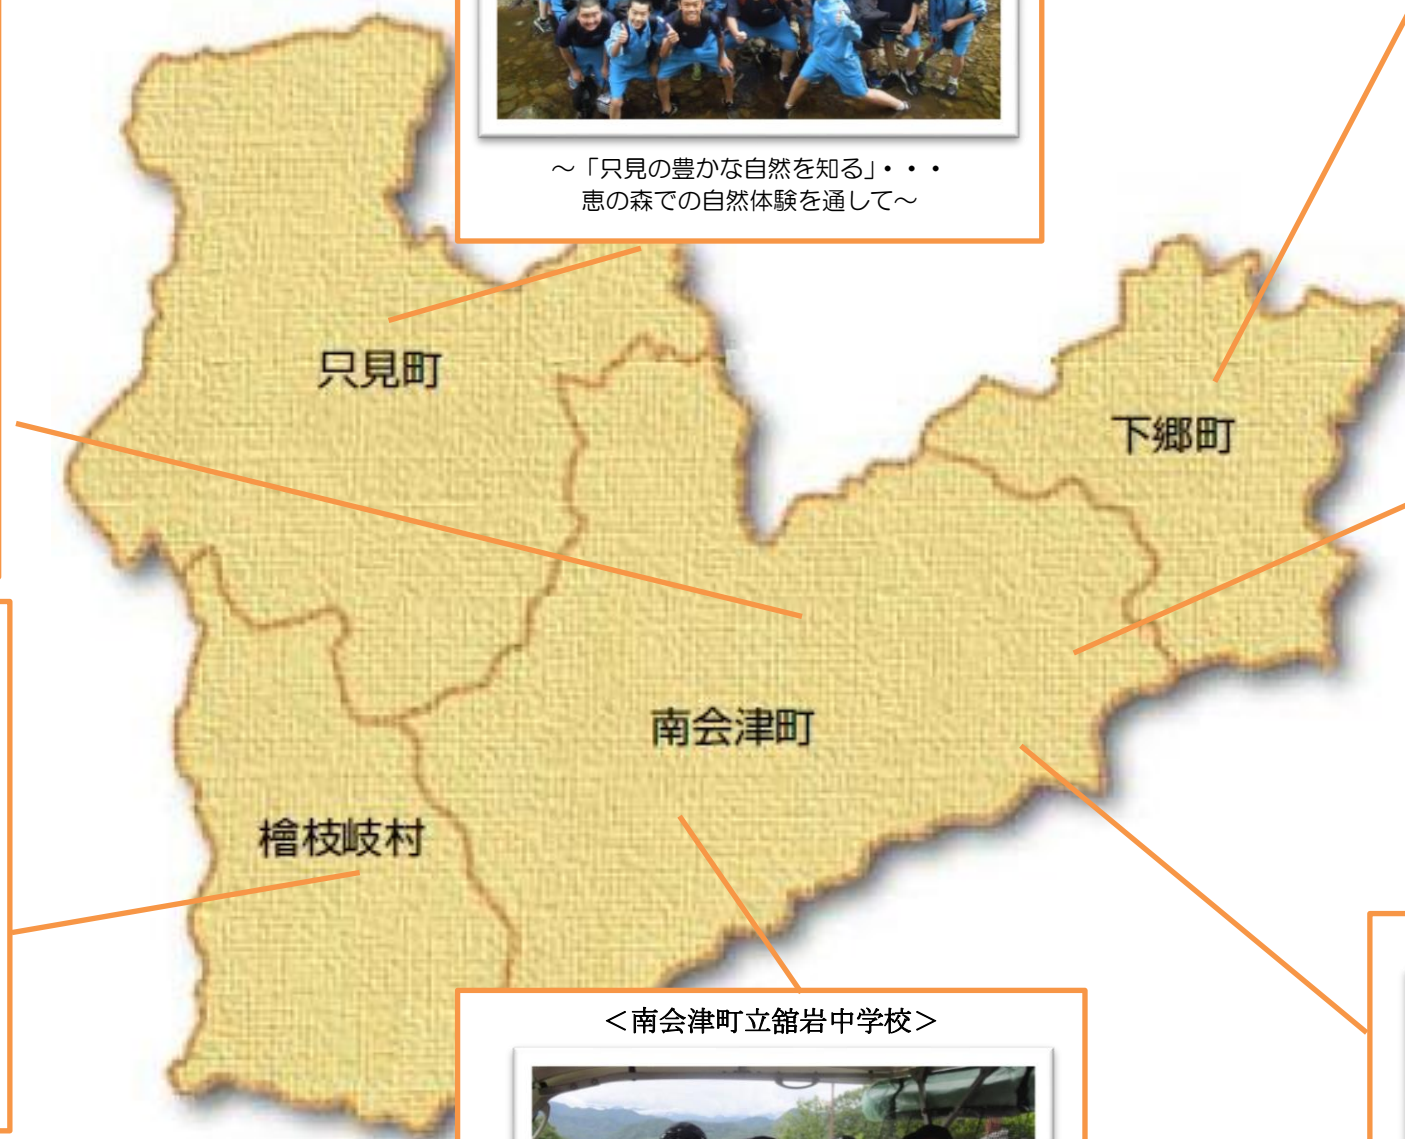 ～「只見の豊かな自然を知る」・・・
恵の森での自然体験を通して～
只見町
下郷町
南会津町
檜枝岐村
＜南会津町立舘岩中学校＞